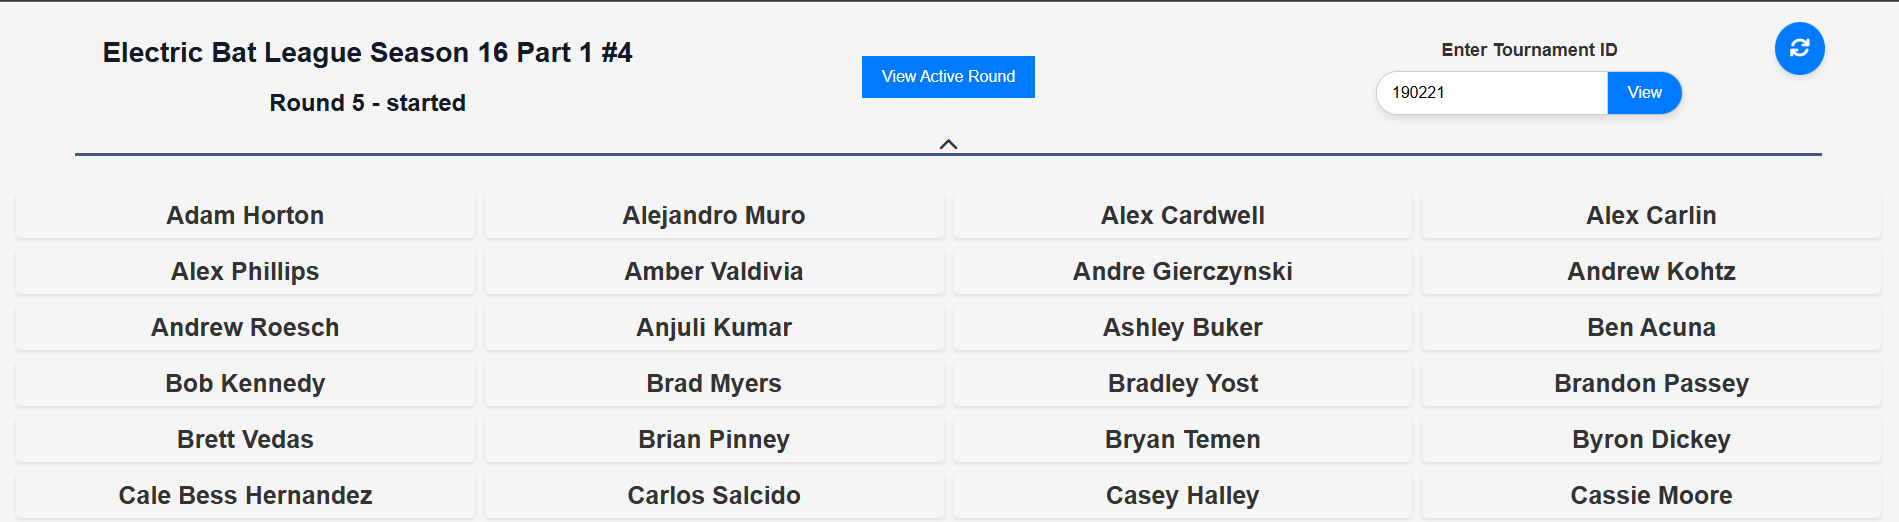 Electric Bat League Season 16 Part 1 #4
Round 5 - started
View Active Round
Enter Tournament ID
190221 View
Adam Horton Alejandro Muro Alex Cardwell Alex Carlin
Alex Phillips Amber Valdivia Andre Gierczynski Andrew Kohtz
Andrew Roesch Anjuli Kumar Ashley Buker Ben Acuna
Bob Kennedy Brad Myers Bradley Yost Brandon Passey
Brett Vedas Brian Pinney Bryan Temen Byron Dickey
Cale Bess Hernandez Carlos Salcido Casey Halley Cassie Moore